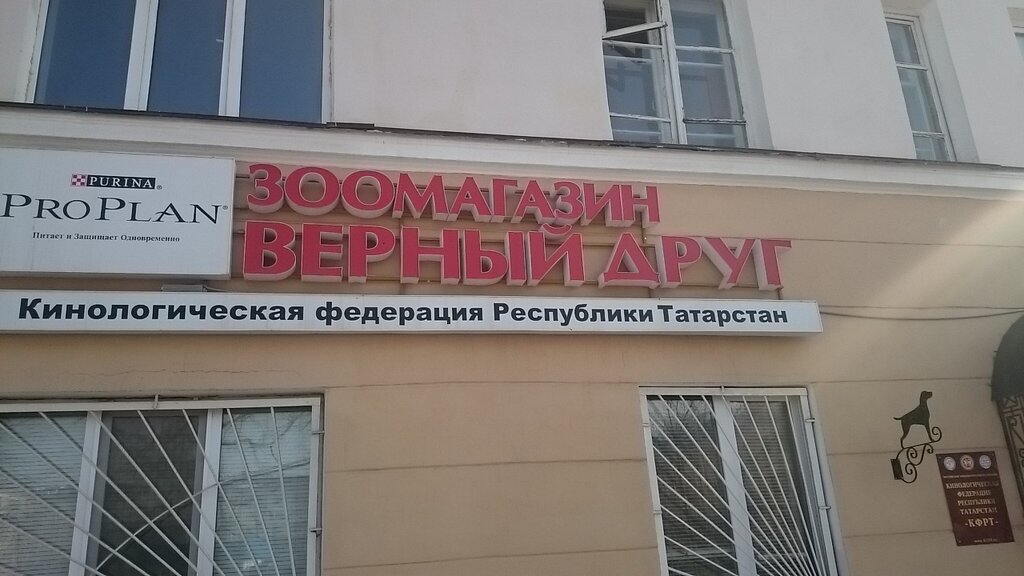 PURINA
PROPLAN
Питает и Защищает Одновременно
ЗООМАГАЗИН
ВЕРНЫЙ ДРУГ
Кинологическая федерация Республики Татарстан
КИНОЛОГИЧЕСКАЯ
ФЕДЕРАЦИЯ
РЕСПУБЛИКИ
ТАТАРСТАН
-КФРТ-